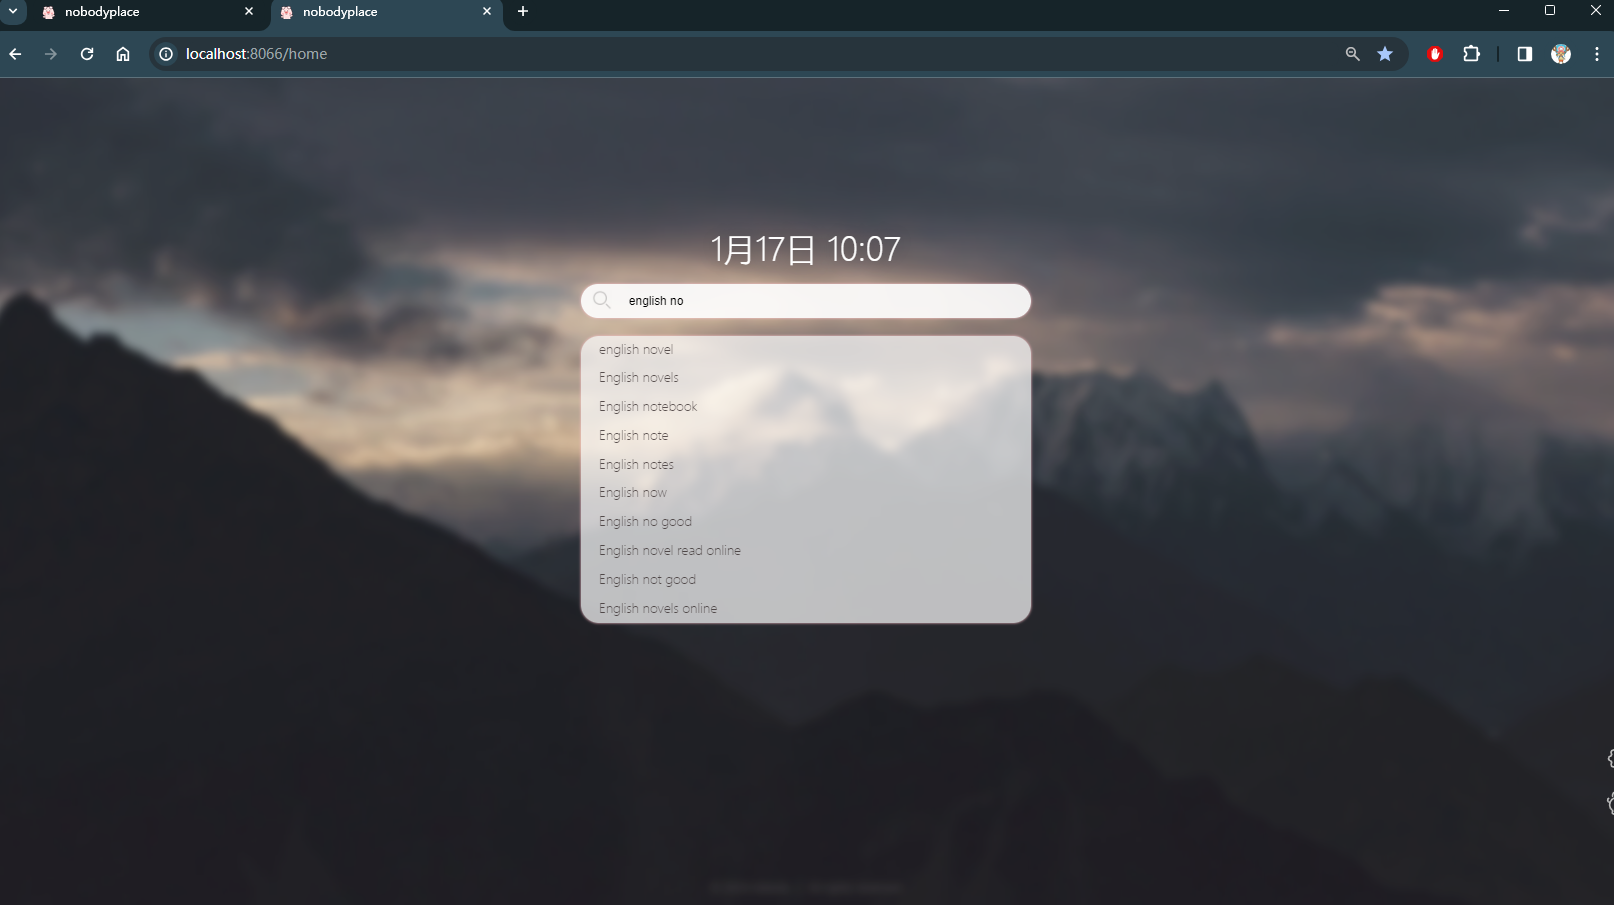 nobodyplace
nobodyplace
localhost:8066/home
1月17日 10:07
english no
english novel
English novels
English notebook
English note
English notes
English now
English no good
English novel read online
English not good
English novels online